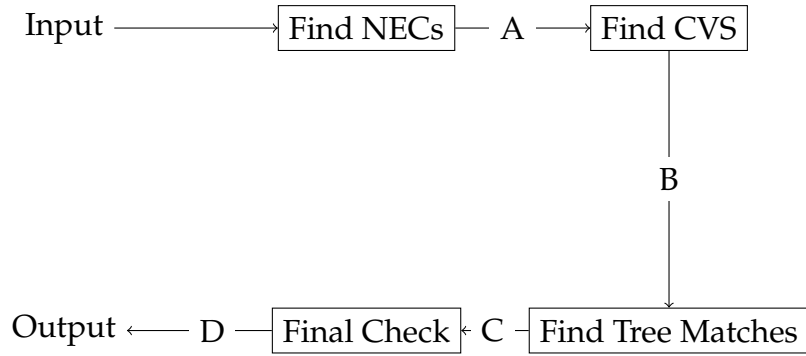 Input Find NECs A Find CVS
B
Output D Final Check C Find Tree Matches